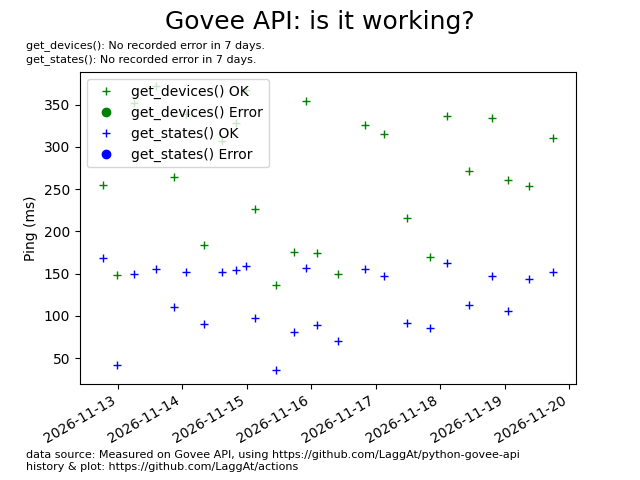 Govee API: is it working?
get_devices(): No recorded error in 7 days.
get_states(): No recorded error in 7 days.
get_devices() OK
get_devices() Error
get_states() OK
get_states() Error
Ping (ms)
350
300
250
200
150
100
50
2026-11-13
2026-11-14
2026-11-15
2026-11-16
2026-11-17
2026-11-18
2026-11-19
2026-11-20
data source: Measured on Govee API, using https://github.com/LaggAt/python-govee-api
history & plot: https://github.com/LaggAt/actions